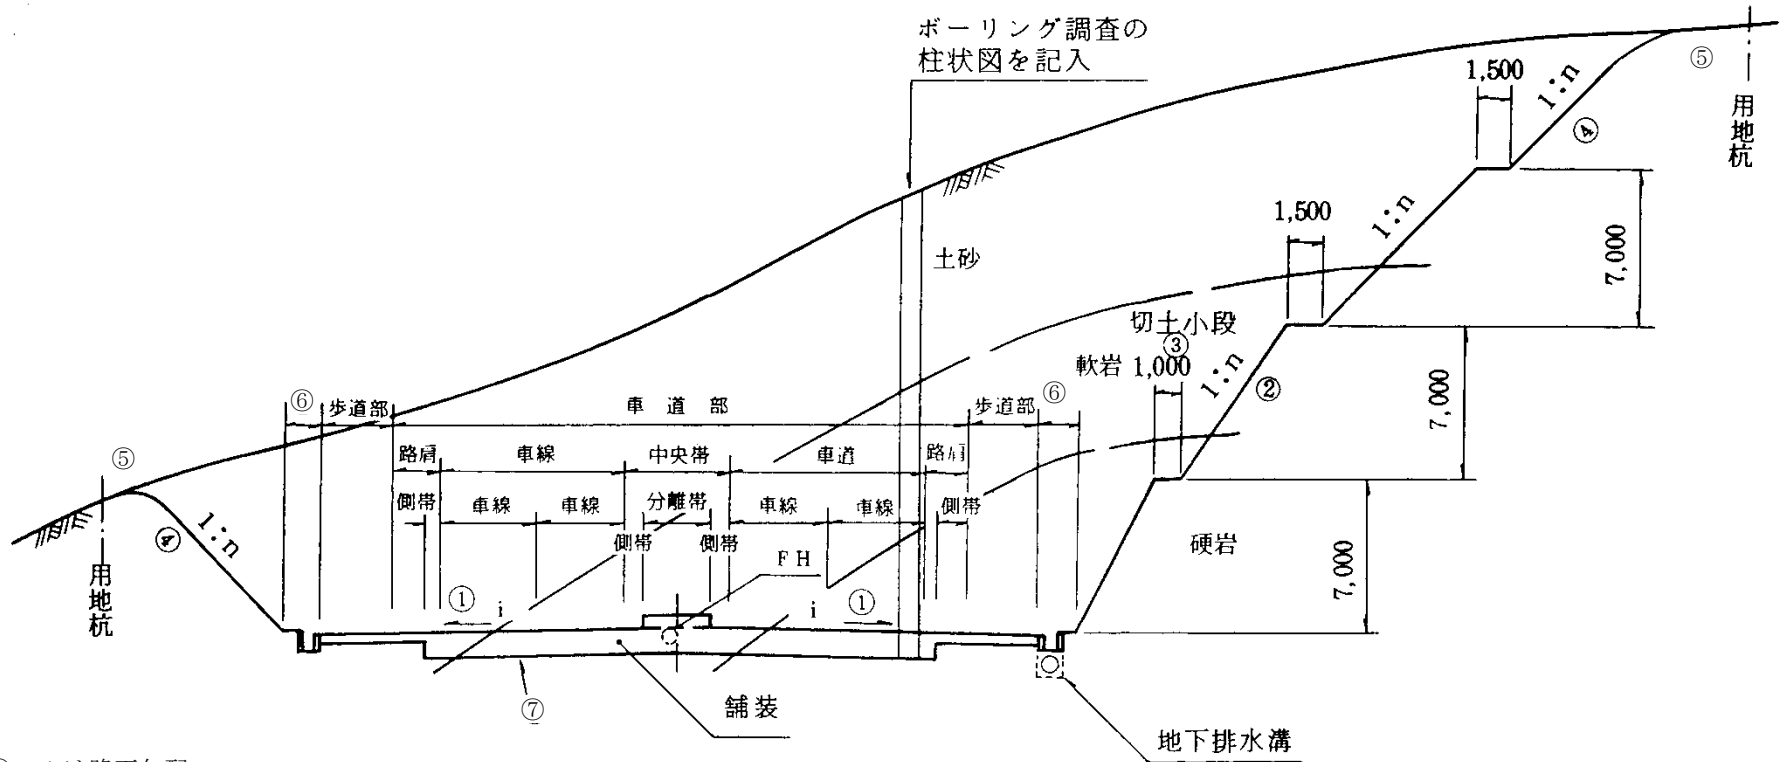 ボーリング調査の
柱状図を記入
⑤
用地杭
1,500
1:n
④
1,500
1:n
7,000
土砂
切土小段
③
軟岩 1,000
1:n
②
7,000
⑥ 歩道部 車道部 歩道部 ⑥
路肩 車線 中央帯 車道 路肩
側帯 車線 車線 分離帯 車線 車線 側帯
側帯 側帯
⑤
1:n
④
用地杭
硬岩
7,000
FH
① i i ①
⑦
舗装
地下排水溝